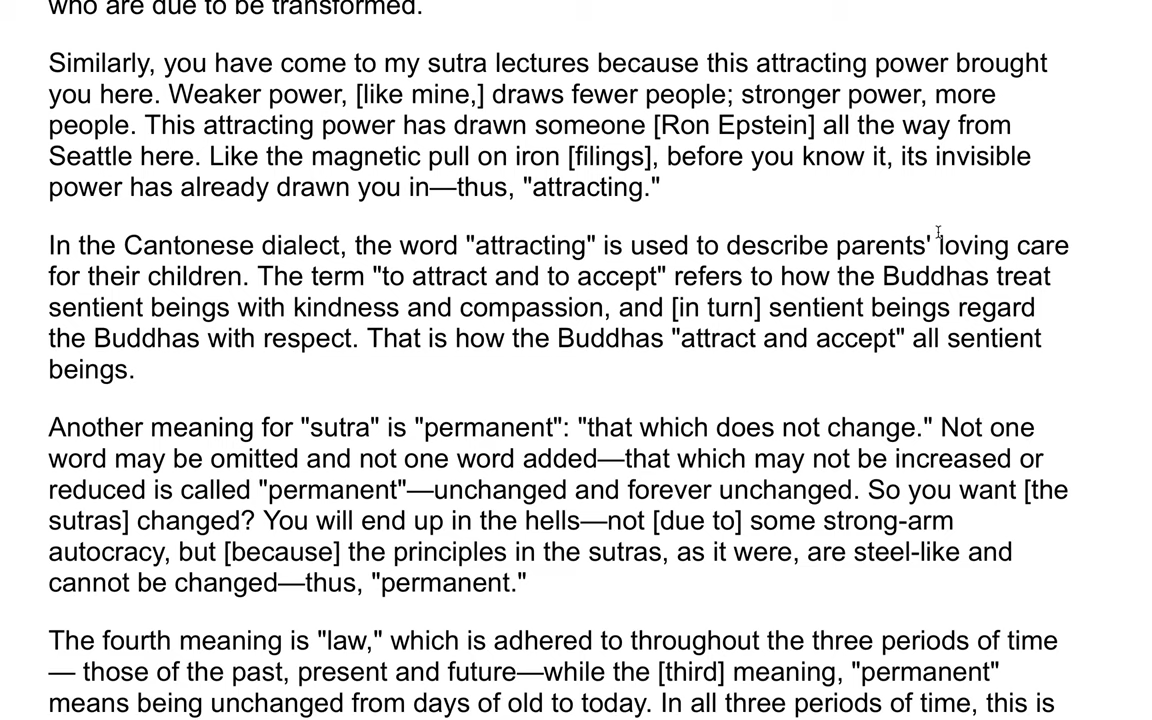 who are due to be transformed.
Similarly, you have come to my sutra lectures because this attracting power brought
you here. Weaker power, [like mine,] draws fewer people; stronger power, more
people. This attracting power has drawn someone [Ron Epstein] all the way from
Seattle here. Like the magnetic pull on iron [filings], before you know it, its invisible
power has already drawn you in—thus, "attracting."
In the Cantonese dialect, the word "attracting" is used to describe parents' loving care
for their children. The term "to attract and to accept" refers to how the Buddhas treat
sentient beings with kindness and compassion, and [in turn] sentient beings regard
the Buddhas with respect. That is how the Buddhas "attract and accept" all sentient
beings.
Another meaning for "sutra" is "permanent": "that which does not change." Not one
word may be omitted and not one word added—that which may not be increased or
reduced is called "permanent"—unchanged and forever unchanged. So you want [the
sutras] changed? You will end up in the hells—not [due to] some strong-arm
autocracy, but [because] the principles in the sutras, as it were, are steel-like and
cannot be changed—thus, "permanent."
The fourth meaning is "law," which is adhered to throughout the three periods of time
— those of the past, present and future—while the [third] meaning, "permanent"
means being unchanged from days of old to today. In all three periods of time, this is